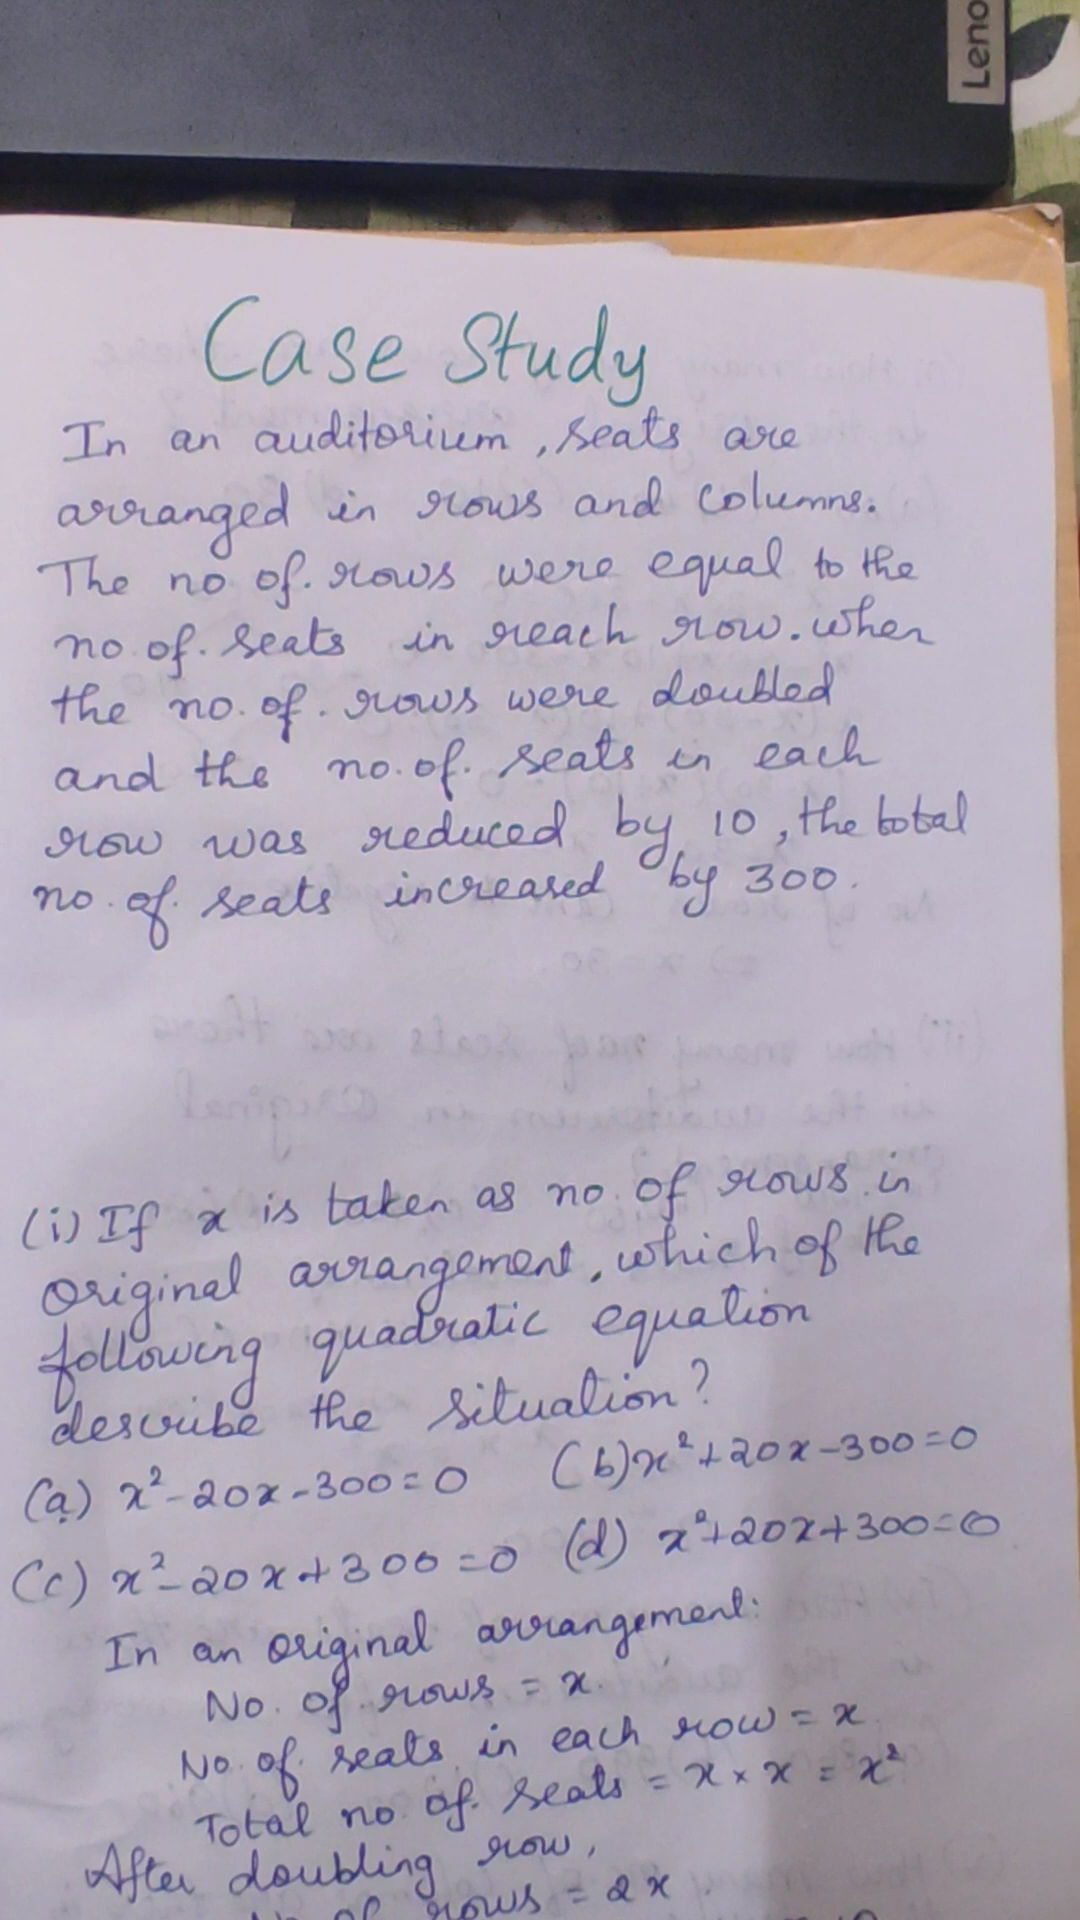 Leno
Case Study
In an auditorium, seats are
arranged in rows and columns.
The no of. rows were equal to the
no of. seats in reach row. when
the no. of. rows were doubled
and the no. of. seats in each
row was reduced by 10, the total
no. of. seats increased by 300.
(i) If x is taken as no. of rows in
original arrangement, which of the
following quadratic equation
describe the situation?
(a) x²-20x-300=0 (b) x²+20x-300=0
(c) x²-20x+300=0 (d) x²+20x+300=0
In an original arrangement:
No. of. rows = x.
No. of. seats in each row = x
Total no. of. seats = x × x = x²
After doubling row,
No of rows = 2x